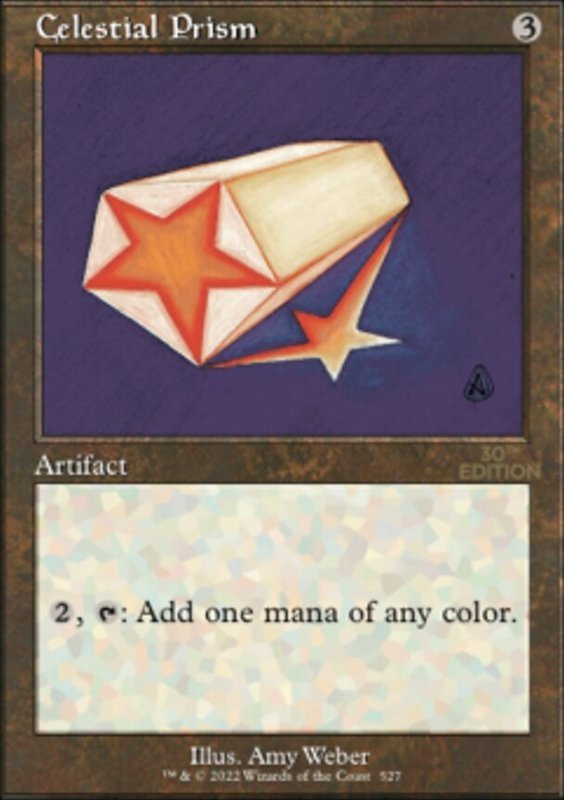 Celestial Prism 3
Artifact
30TH EDITION
2, : Add one mana of any color.
Illus. Amy Weber
™ & © 2022 Wizards of the Coast 527